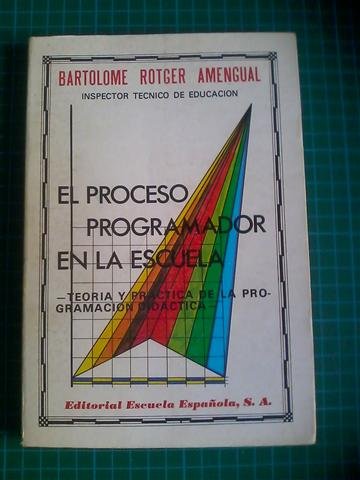 BARTOLOME ROTGER AMENGUAL
INSPECTOR TECNICO DE EDUCACION
EL PROCESO
PROGRAMADOR
EN LA ESCUELA
—TEORIA Y PRACTICA DE LA PRO-
GRAMACION DIDACTICA—
Editorial Escuela Española, S. A.